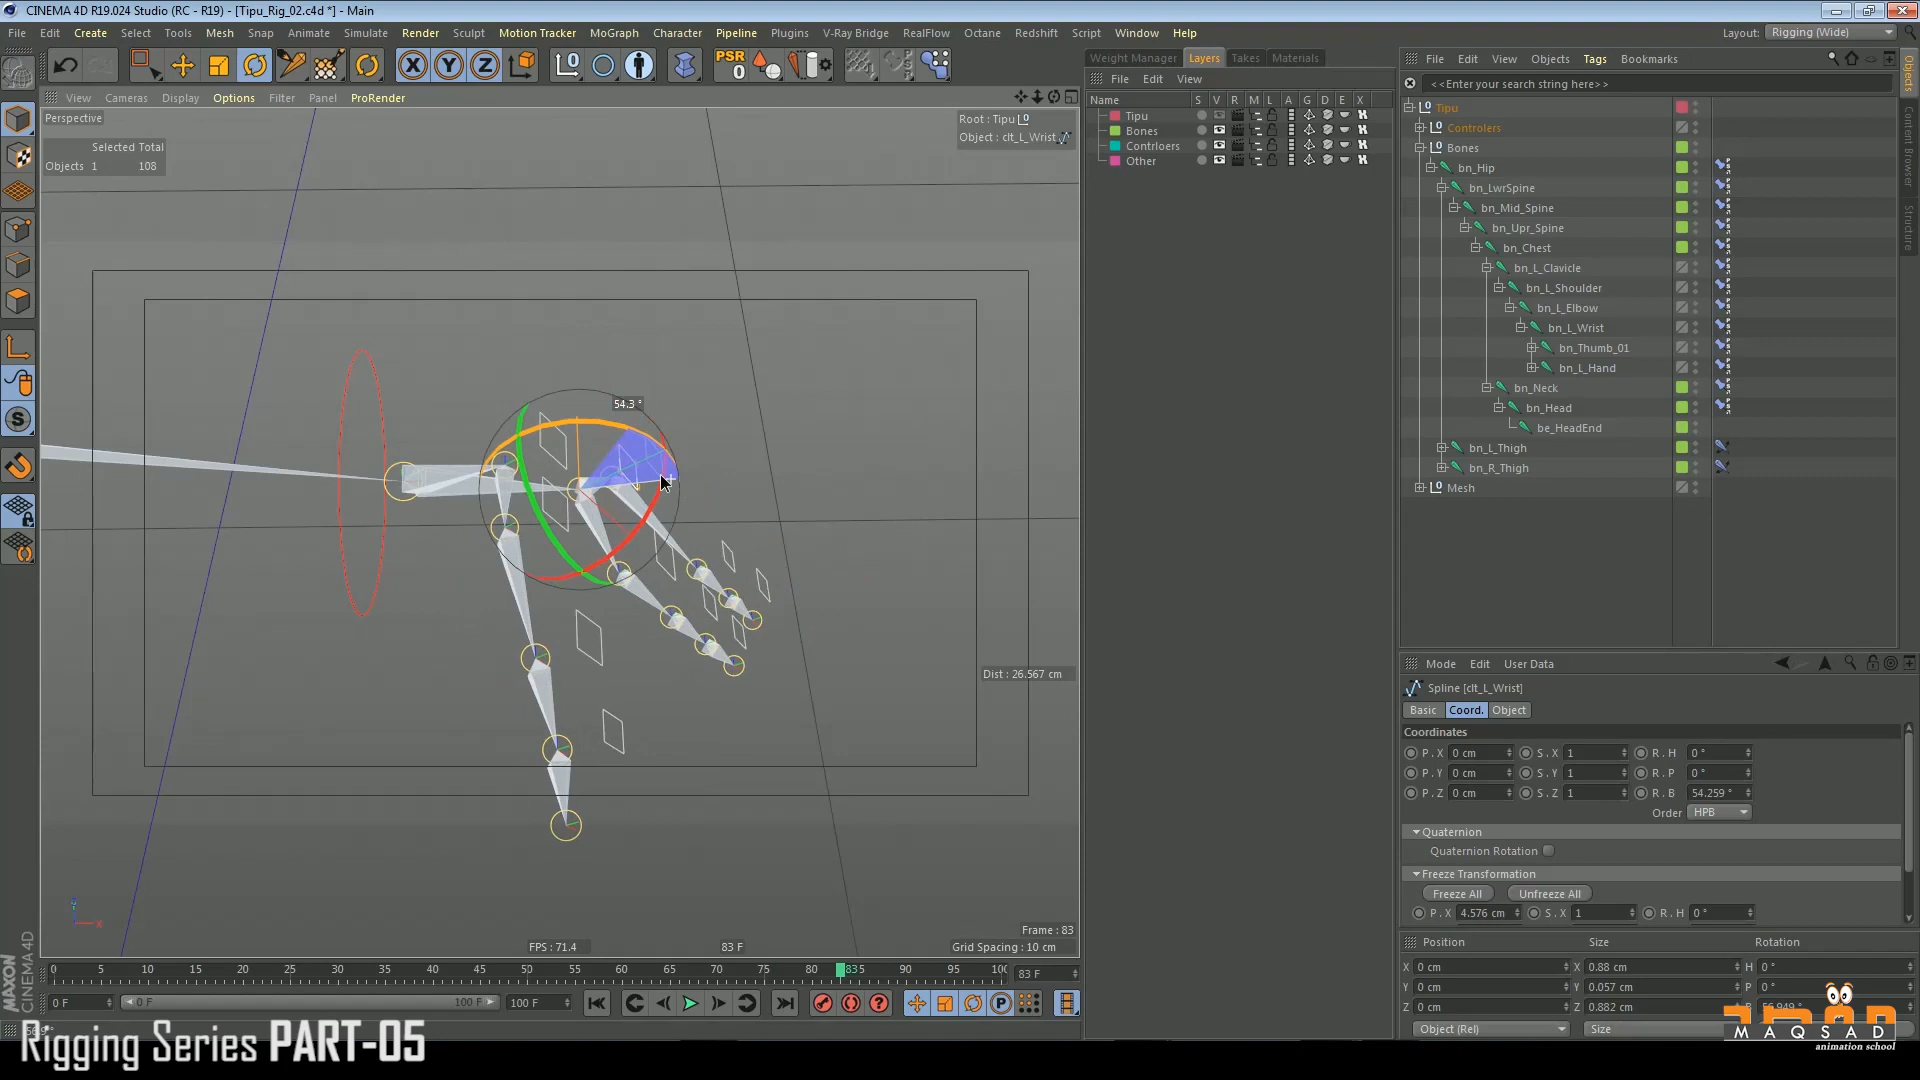 CINEMA 4D R19.024 Studio (RC - R19) - [Tipu_Rig_02.c4d *] - Main
File Edit Create Select Tools Mesh Snap Animate Simulate Render Sculpt Motion Tracker MoGraph Character Pipeline Plugins V-Ray Bridge RealFlow Octane Redshift Script Window Help
Layout: Rigging (Wide)
X Y Z
PSR
0
View Cameras Display Options Filter Panel ProRender
Perspective
Selected Total
Objects 1 108
Root : Tipu
Object : clt_L_Wrist
54.3 °
Dist : 26.567 cm
Frame : 83
FPS : 71.4
83 F
Grid Spacing : 10 cm
0 5 10 15 20 25 30 35 40 45 50 55 60 65 70 75 80 835 90 95 100
83 F
0 F
0 F
100 F
100 F
Weight Manager Layers Takes Materials
File Edit View
Name S V R M L A G D E X
Tipu
Bones
Contrloers
Other
File Edit View Objects Tags Bookmarks
<<Enter your search string here>>
Tipu
Controlers
Bones
bn_Hip
bn_LwrSpine
bn_Mid_Spine
bn_Upr_Spine
bn_Chest
bn_L_Clavicle
bn_L_Shoulder
bn_L_Elbow
bn_L_Wrist
bn_Thumb_01
bn_L_Hand
bn_Neck
bn_Head
be_HeadEnd
bn_L_Thigh
bn_R_Thigh
Mesh
Objects
Content Browser
Structure
Mode Edit User Data
Spline [clt_L_Wrist]
Basic Coord. Object
Coordinates
P . X 0 cm S . X 1 R . H 0 °
P . Y 0 cm S . Y 1 R . P 0 °
P . Z 0 cm S . Z 1 R . B 54.259 °
Order HPB
Quaternion
Quaternion Rotation
Freeze Transformation
Freeze All Unfreeze All
P . X 4.576 cm S . X 1 R . H 0 °
Position Size Rotation
X 0 cm X 0.88 cm H 0 °
Y 0 cm Y 0.057 cm P 0 °
Z 0 cm Z 0.882 cm
Object (Rel) Size
MAXON
CINEMA 4D
Rigging Series PART-05
MAQSAD
animation school